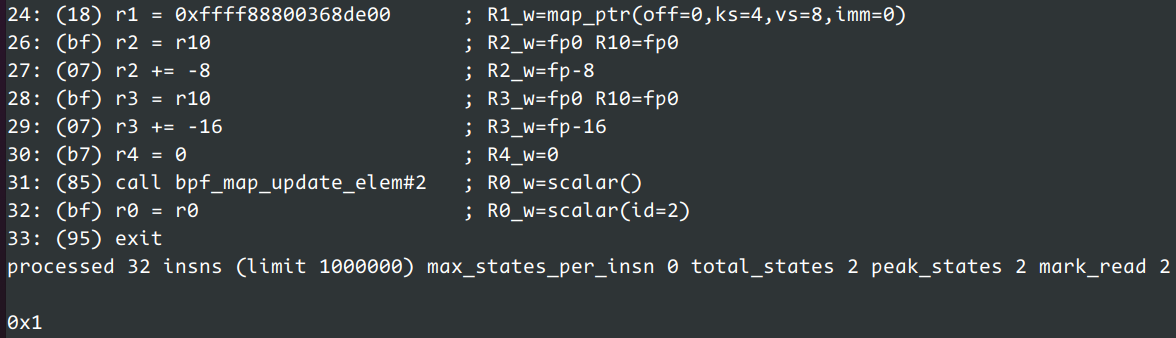 24: (18) r1 = 0xffff88800368de00 ; R1_w=map_ptr(off=0,ks=4,vs=8,imm=0)
26: (bf) r2 = r10 ; R2_w=fp0 R10=fp0
27: (07) r2 += -8 ; R2_w=fp-8
28: (bf) r3 = r10 ; R3_w=fp0 R10=fp0
29: (07) r3 += -16 ; R3_w=fp-16
30: (b7) r4 = 0 ; R4_w=0
31: (85) call bpf_map_update_elem#2 ; R0_w=scalar()
32: (bf) r0 = r0 ; R0_w=scalar(id=2)
33: (95) exit
processed 32 insns (limit 1000000) max_states_per_insn 0 total_states 2 peak_states 2 mark_read 2
0x1